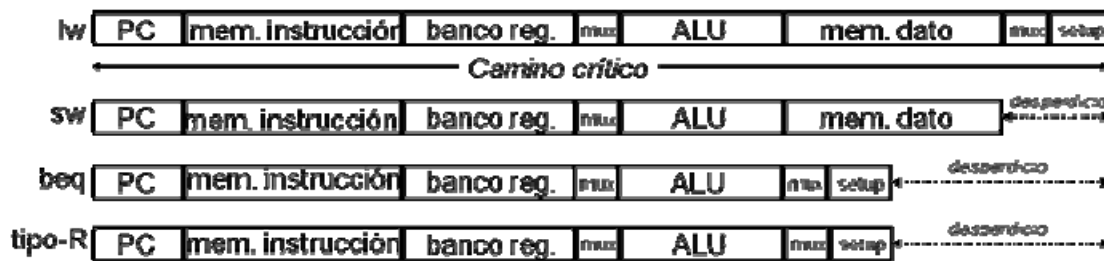 lw PC mem. instrucción banco reg. mux ALU mem. dato mux setup
Camino crítico
desperdicio
sw PC mem. instrucción banco reg. mux ALU mem. dato
desperdicio
beq PC mem. instrucción banco reg. mux ALU mux setup
desperdicio
tipo-R PC mem. instrucción banco reg. mux ALU mux setup